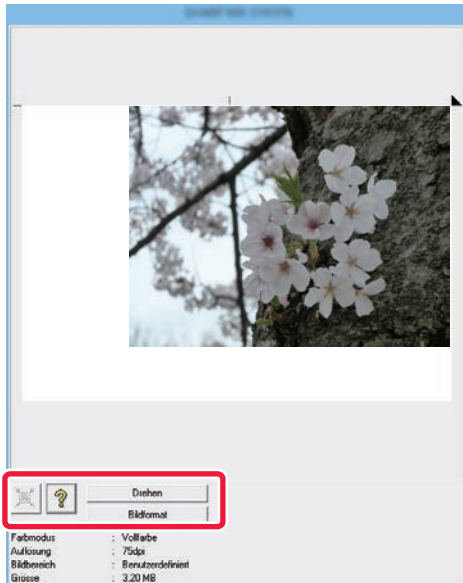 ?
Drehen
Bildformat
Farbmodus : Vollfarbe
Auflösung : 75dpi
Bildbereich : Benutzerdefiniert
Grösse : 3,20 MB